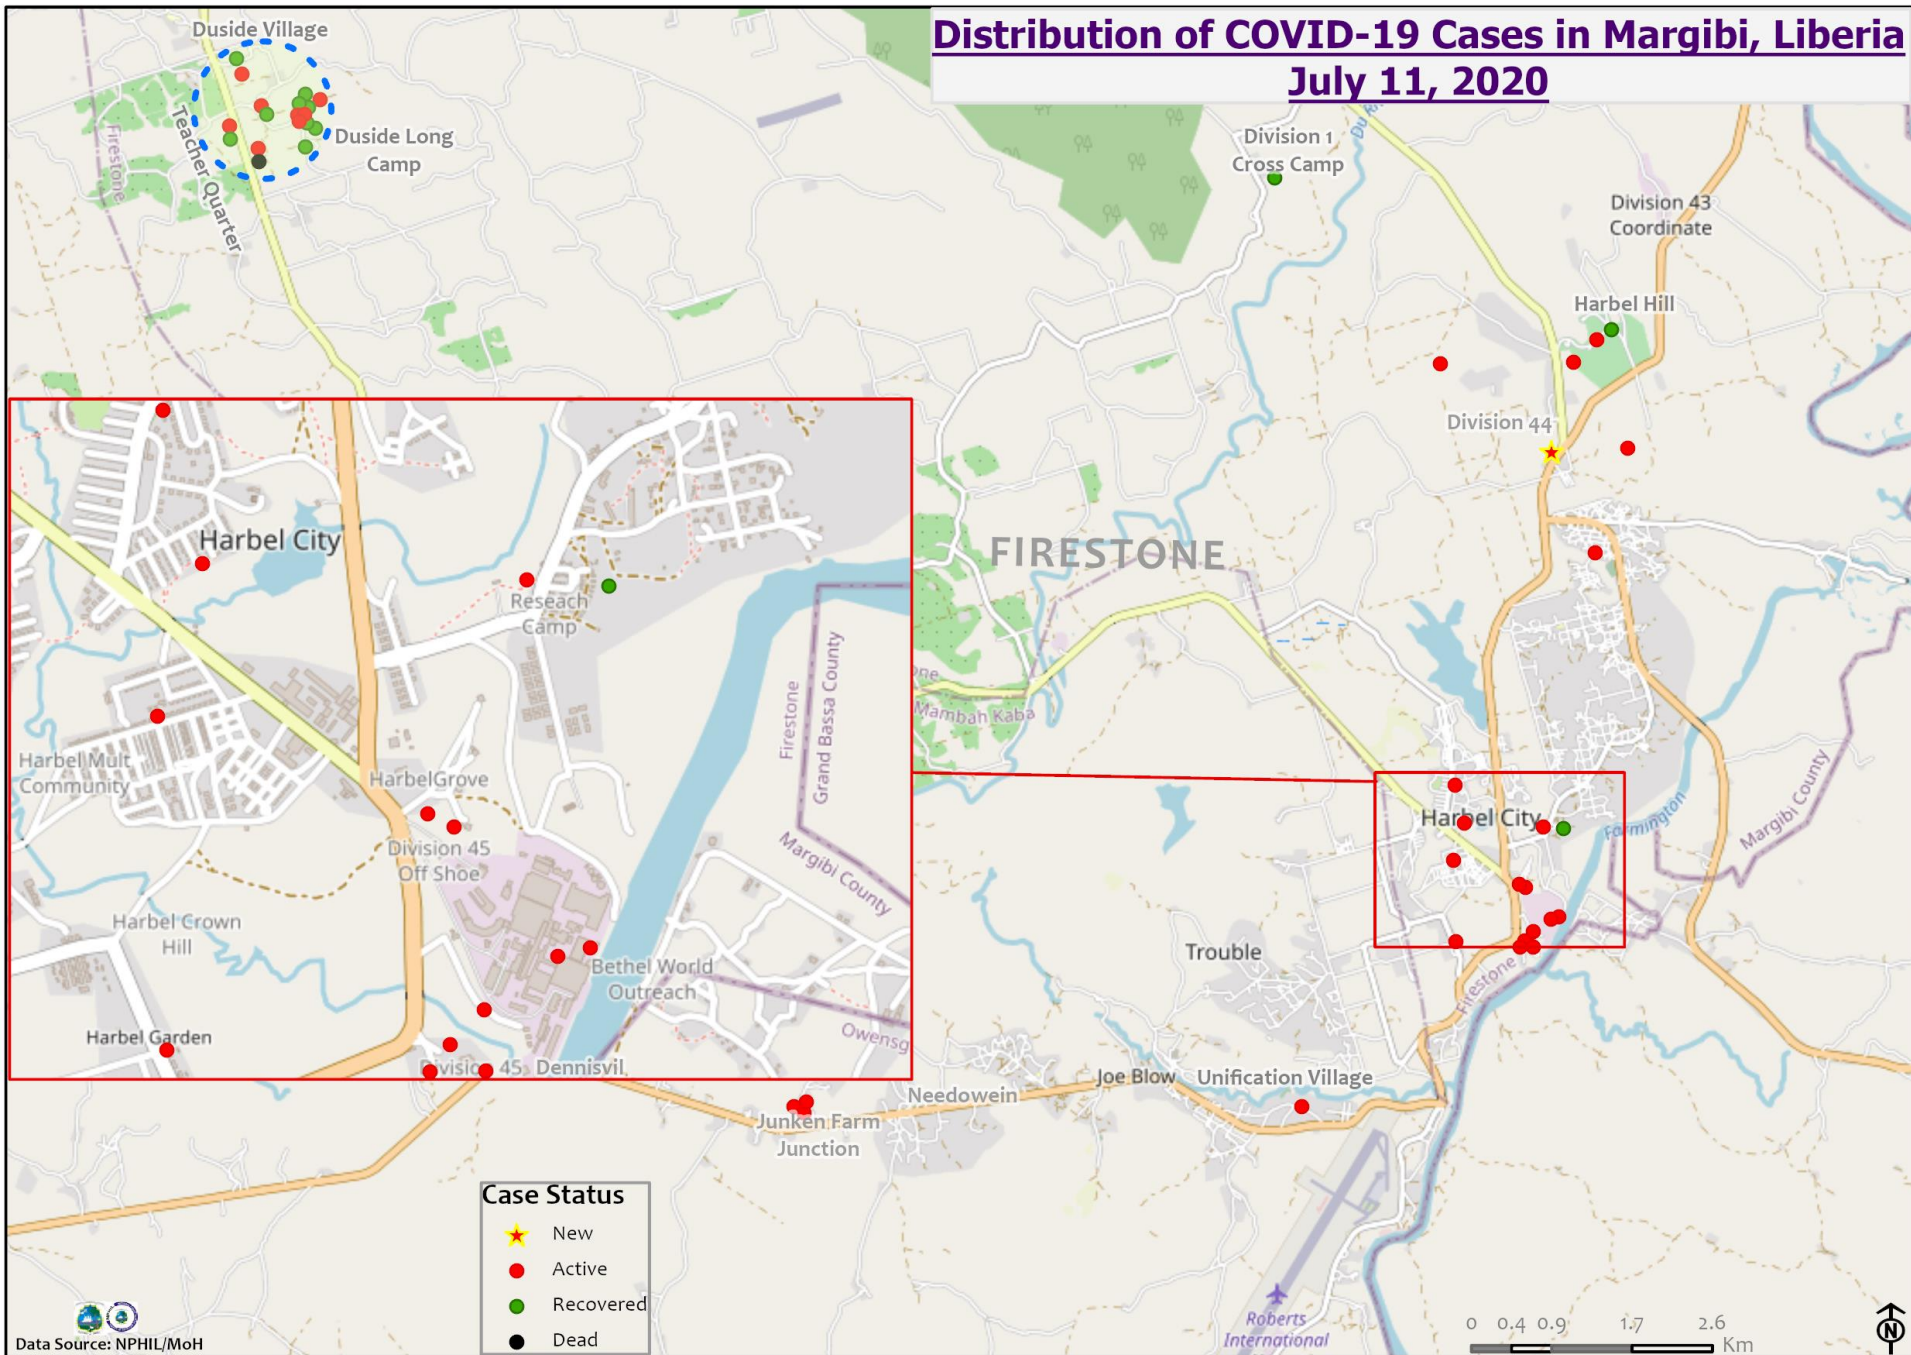 Distribution of COVID-19 Cases in Margibi, Liberia
July 11, 2020
Duside Village
Duside Long
Camp
Teacher Quarter
Firestone
Division 1
Cross Camp
Division 43
Coordinate
Harbel Hill
Division 44
FIRESTONE
Mambah Kaba
Harbel City
Farmington
Margibi County
Firestone
Trouble
Joe Blow
Unification Village
Needowein
Junken Farm
Junction
Roberts
International
Harbel City
Reseach
Camp
Firestone
Grand Bassa County
Harbel Mult
Community
HarbelGrove
Division 45
Off Shoe
Margibi County
Harbel Crown
Hill
Bethel World
Outreach
Owensg
Harbel Garden
Division 45
Dennisvil
Case Status
New
Active
Recovered
Dead
Data Source: NPHIL/MoH
0 0.4 0.9 1.7 2.6
Km
N